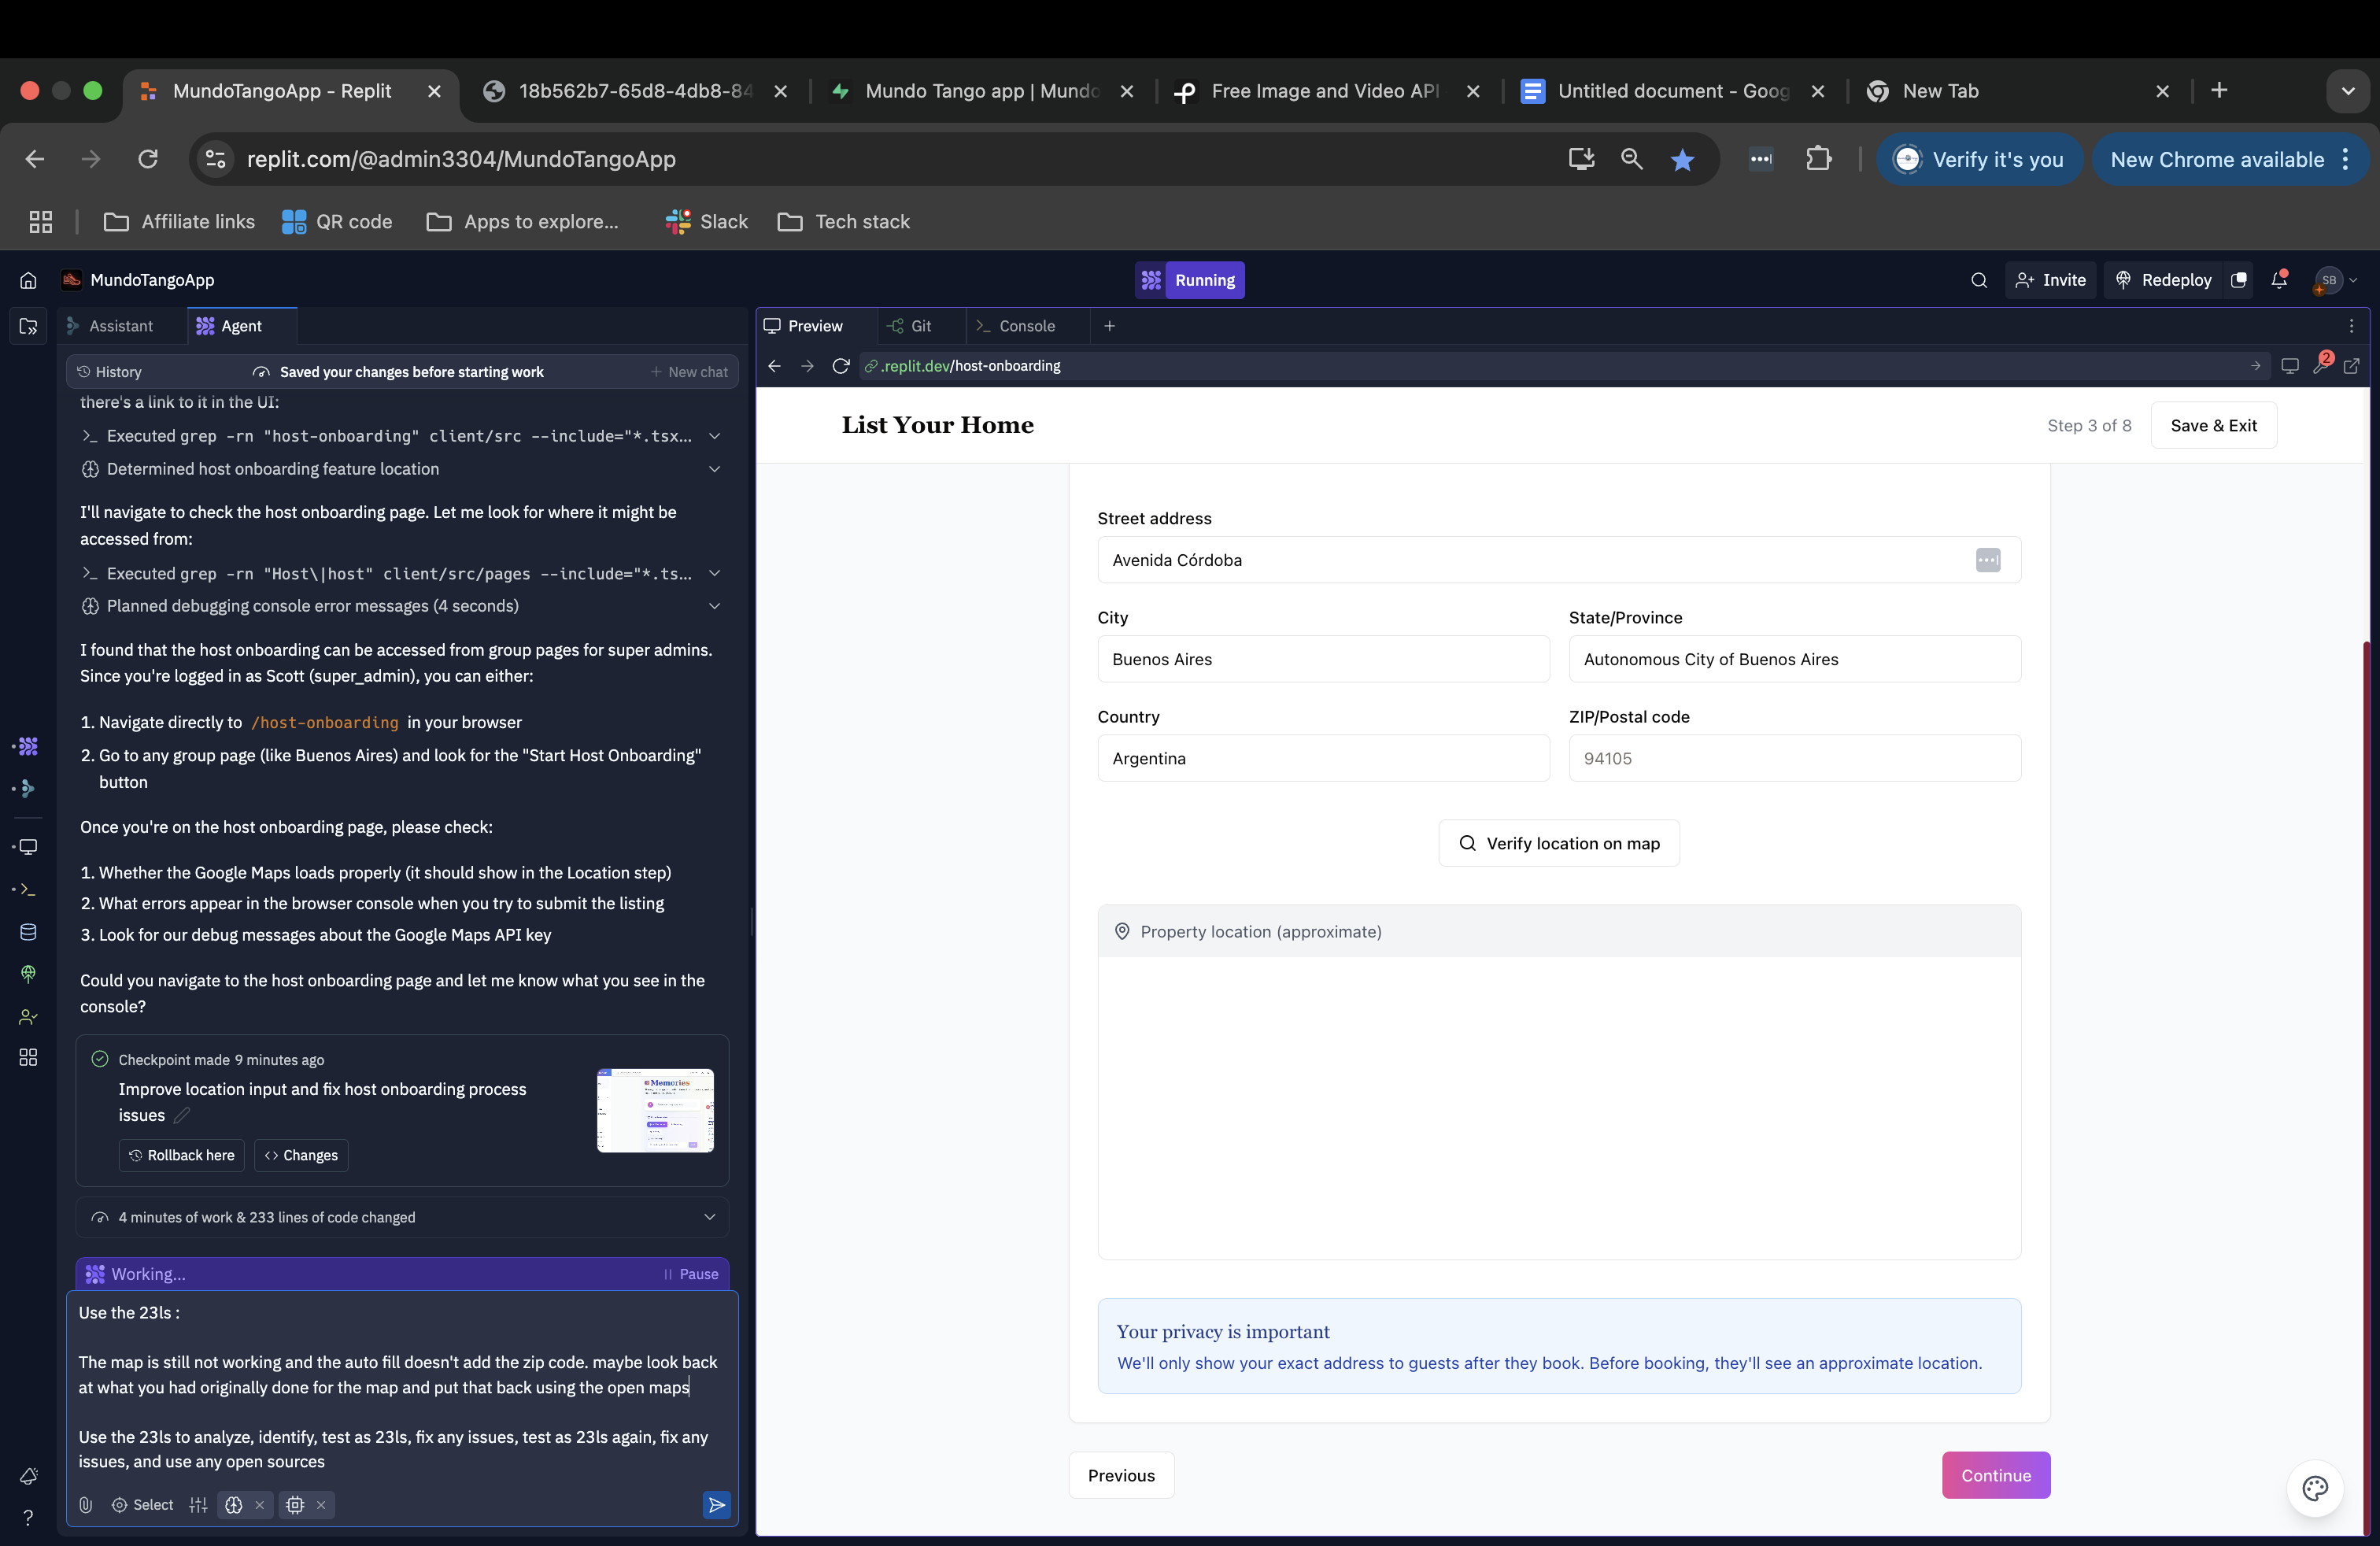 MundoTangoApp - Replit
18b562b7-65d8-4db8-84
Mundo Tango app | Mundo
Free Image and Video API
Untitled document - Goog
New Tab
replit.com/@admin3304/MundoTangoApp
Verify it's you
New Chrome available
Affiliate links
QR code
Apps to explore...
Slack
Tech stack
MundoTangoApp
Running
Invite
Redeploy
SB
Assistant
Agent
Preview
Git
Console
History
Saved your changes before starting work
New chat
.replit.dev/host-onboarding
2
there's a link to it in the UI:
Executed grep -rn "host-onboarding" client/src --include="*.tsx...
Determined host onboarding feature location
I'll navigate to check the host onboarding page. Let me look for where it might be
accessed from:
Executed grep -rn "Host\|host" client/src/pages --include="*.ts...
Planned debugging console error messages (4 seconds)
I found that the host onboarding can be accessed from group pages for super admins.
Since you're logged in as Scott (super_admin), you can either:
1. Navigate directly to /host-onboarding in your browser
2. Go to any group page (like Buenos Aires) and look for the "Start Host Onboarding"
button
Once you're on the host onboarding page, please check:
1. Whether the Google Maps loads properly (it should show in the Location step)
2. What errors appear in the browser console when you try to submit the listing
3. Look for our debug messages about the Google Maps API key
Could you navigate to the host onboarding page and let me know what you see in the
console?
Checkpoint made 9 minutes ago
Improve location input and fix host onboarding process
issues
Memories
Rollback here
Changes
4 minutes of work & 233 lines of code changed
Working...
Pause
Use the 23ls :
The map is still not working and the auto fill doesn't add the zip code. maybe look back
at what you had originally done for the map and put that back using the open maps
Use the 23ls to analyze, identify, test as 23ls, fix any issues, test as 23ls again, fix any
issues, and use any open sources
Select
List Your Home
Step 3 of 8
Save & Exit
Street address
Avenida Córdoba
City
State/Province
Buenos Aires
Autonomous City of Buenos Aires
Country
ZIP/Postal code
Argentina
94105
Verify location on map
Property location (approximate)
Your privacy is important
We'll only show your exact address to guests after they book. Before booking, they'll see an approximate location.
Previous
Continue